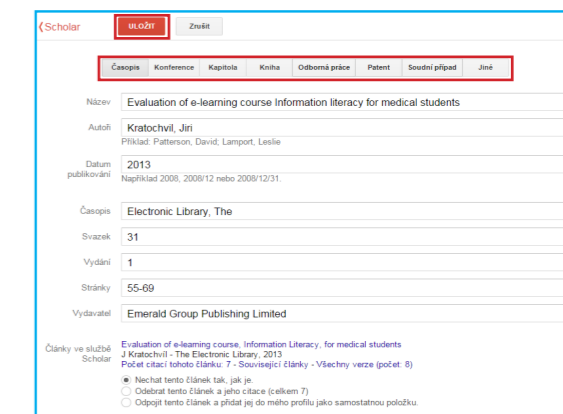 Scholar ULOŽIT Zrušit
Časopis Konference Kapitola Kniha Odborná práce Patent Soudní případ Jiné
Název Evaluation of e-learning course Information literacy for medical students
Autoři Kratochvil, Jiri
Příklad: Patterson, David; Lamport, Leslie
Datum publikování 2013
Například 2008, 2008/12 nebo 2008/12/31.
Časopis Electronic Library, The
Svazek 31
Vydání 1
Stránky 55-69
Vydavatel Emerald Group Publishing Limited
Články ve službě Scholar Evaluation of e-learning course, Information Literacy, for medical students
J Kratochvíl - The Electronic Library, 2013
Počet citací tohoto článku: 7 - Související články - Všechny verze (počet: 8)
Nechat tento článek tak, jak je.
Odebrat tento článek a jeho citace (celkem 7)
Odpojit tento článek a přidat jej do mého profilu jako samostatnou položku.